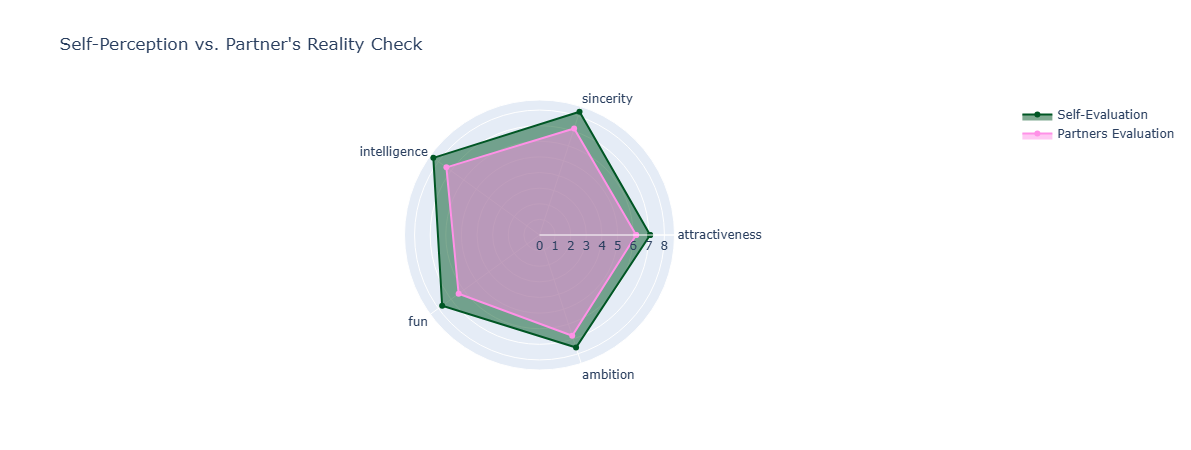 Self-Perception vs. Partner's Reality Check
sincerity
Self-Evaluation
Partners Evaluation
intelligence
attractiveness
0 1 2 3 4 5 6 7 8
fun
ambition